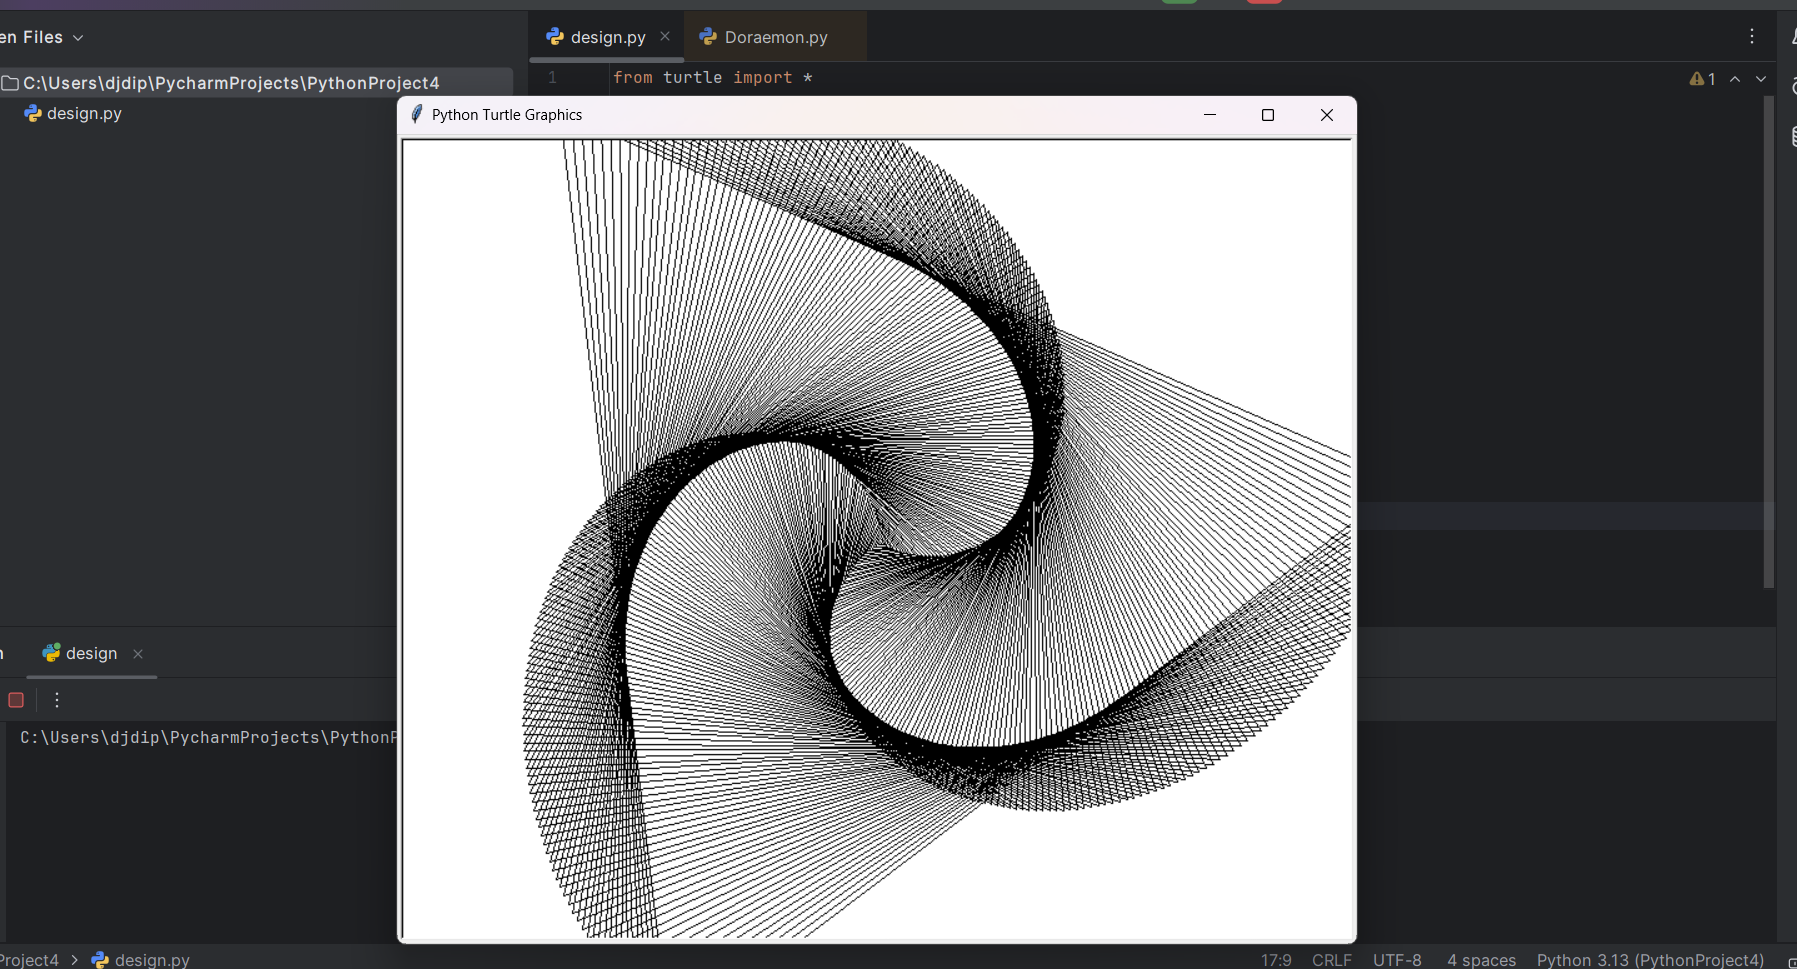 en Files
design.py
Doraemon.py
C:\Users\djdip\PycharmProjects\PythonProject4
1
from turtle import *
1
design.py
Python Turtle Graphics
design
C:\Users\djdip\PycharmProjects\PythonP
Project4 > design.py
17:9 CRLF UTF-8 4 spaces Python 3.13 (PythonProject4)